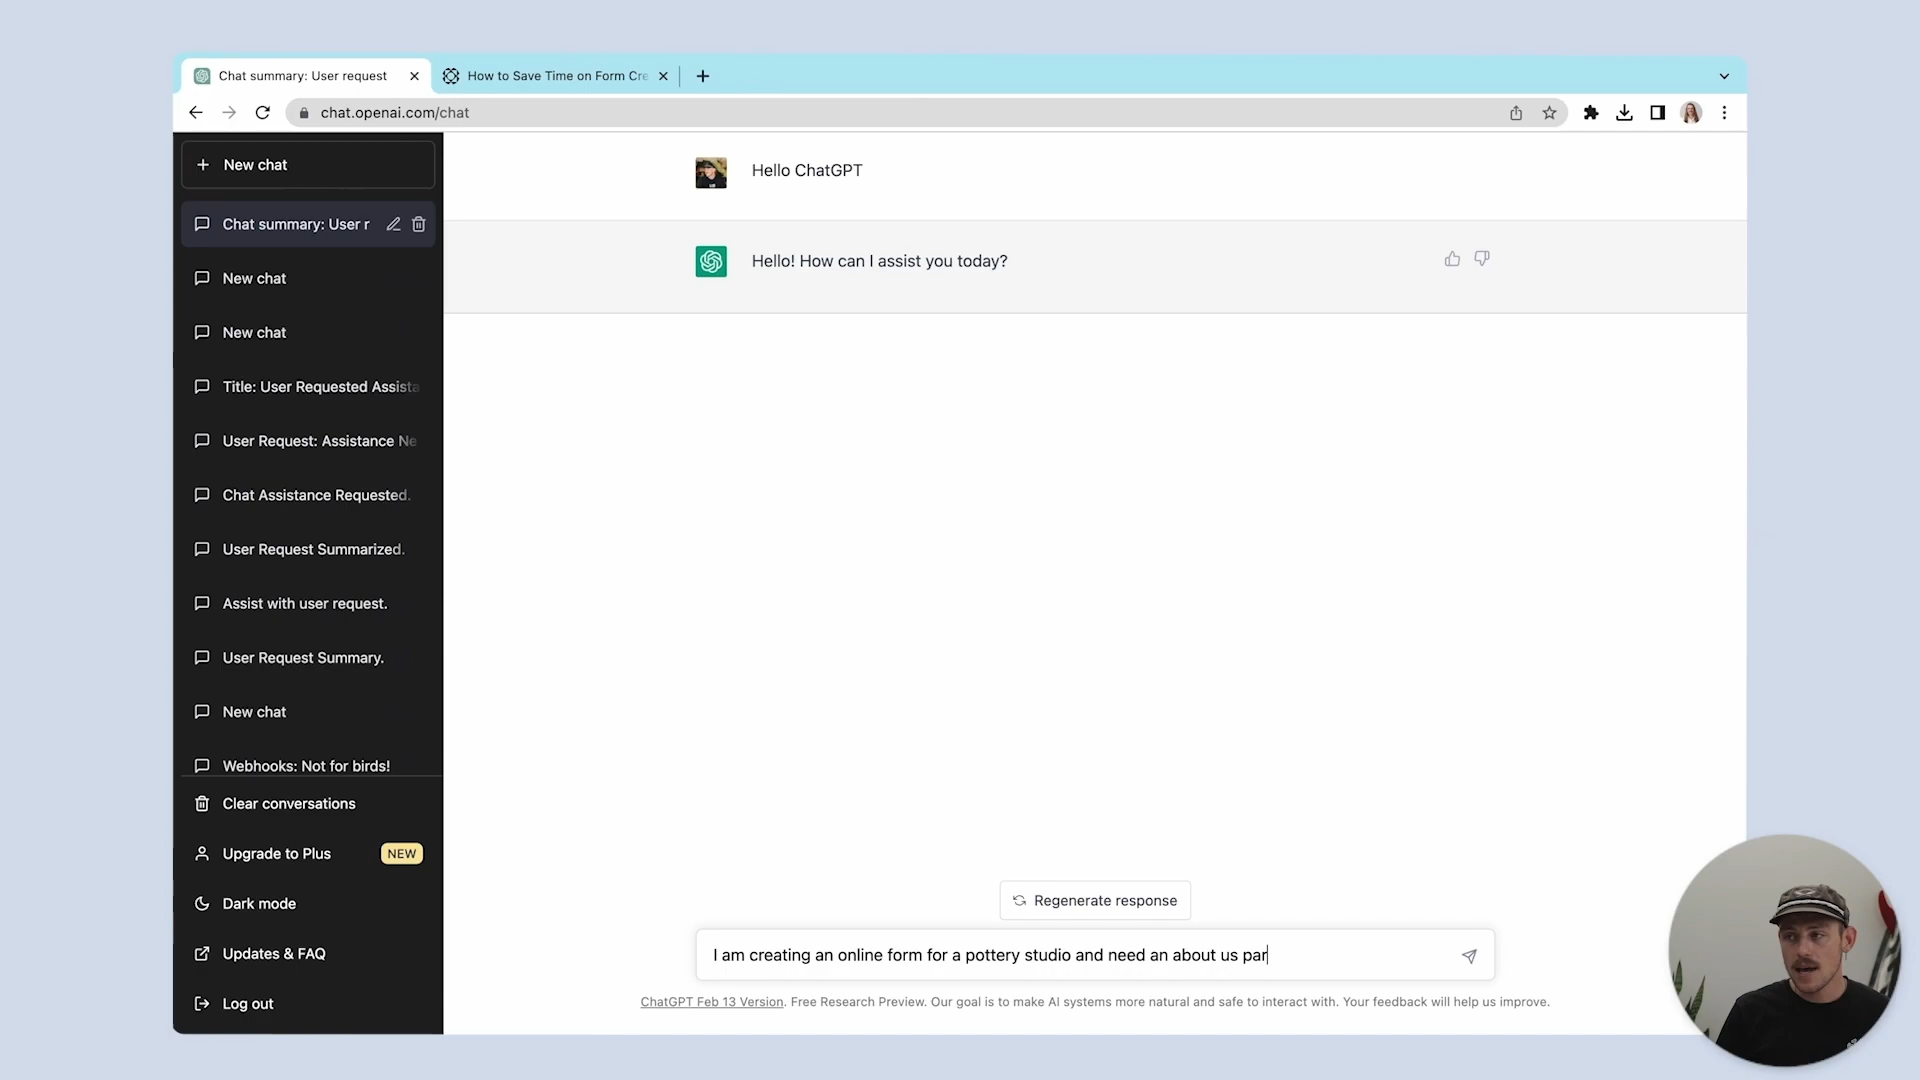 Chat summary: User request
How to Save Time on Form Cre
chat.openai.com/chat
New chat
Chat summary: User r
New chat
New chat
Title: User Requested Assista
User Request: Assistance Ne
Chat Assistance Requested.
User Request Summarized.
Assist with user request.
User Request Summary.
New chat
Webhooks: Not for birds!
Clear conversations
Upgrade to Plus NEW
Dark mode
Updates & FAQ
Log out
Hello ChatGPT
Hello! How can I assist you today?
Regenerate response
I am creating an online form for a pottery studio and need an about us par
ChatGPT Feb 13 Version. Free Research Preview. Our goal is to make AI systems more natural and safe to interact with. Your feedback will help us improve.